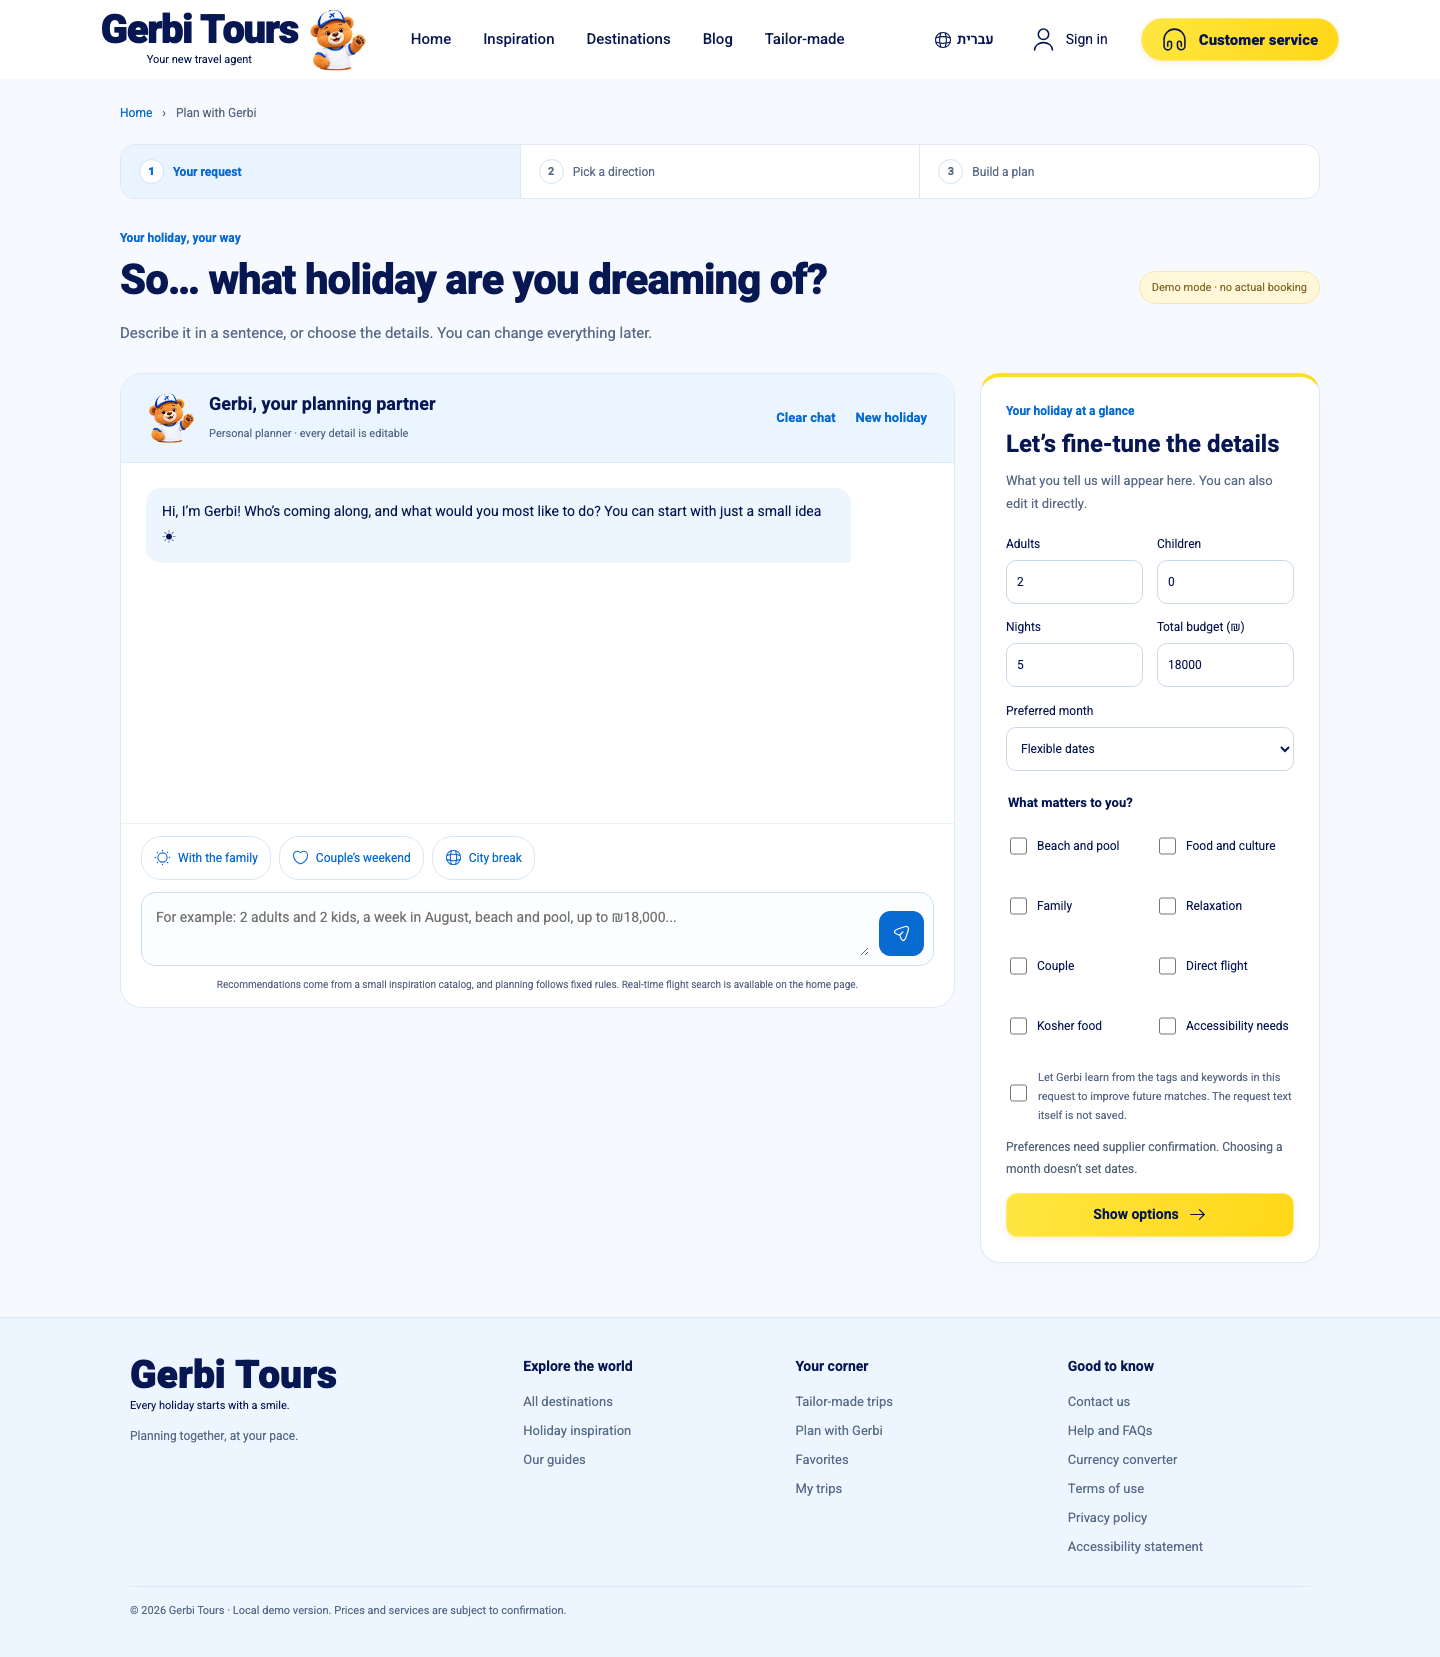 Gerbi Tours
Your new travel agent
Home
Inspiration
Destinations
Blog
Tailor-made
עברית
Sign in
Customer service
Home › Plan with Gerbi
1 Your request
2 Pick a direction
3 Build a plan
Your holiday, your way
So… what holiday are you dreaming of?
Demo mode · no actual booking
Describe it in a sentence, or choose the details. You can change everything later.
Gerbi, your planning partner
Personal planner · every detail is editable
Clear chat
New holiday
Hi, I’m Gerbi! Who’s coming along, and what would you most like to do? You can start with just a small idea
☀
With the family
Couple’s weekend
City break
For example: 2 adults and 2 kids, a week in August, beach and pool, up to ₪18,000...
Recommendations come from a small inspiration catalog, and planning follows fixed rules. Real-time flight search is available on the home page.
Your holiday at a glance
Let’s fine-tune the details
What you tell us will appear here. You can also
edit it directly.
Adults
Children
2
0
Nights
Total budget (₪)
5
18000
Preferred month
Flexible dates
What matters to you?
Beach and pool
Food and culture
Family
Relaxation
Couple
Direct flight
Kosher food
Accessibility needs
Let Gerbi learn from the tags and keywords in this
request to improve future matches. The request text
itself is not saved.
Preferences need supplier confirmation. Choosing a
month doesn’t set dates.
Show options
Gerbi Tours
Every holiday starts with a smile.
Planning together, at your pace.
Explore the world
All destinations
Holiday inspiration
Our guides
Your corner
Tailor-made trips
Plan with Gerbi
Favorites
My trips
Good to know
Contact us
Help and FAQs
Currency converter
Terms of use
Privacy policy
Accessibility statement
© 2026 Gerbi Tours · Local demo version. Prices and services are subject to confirmation.